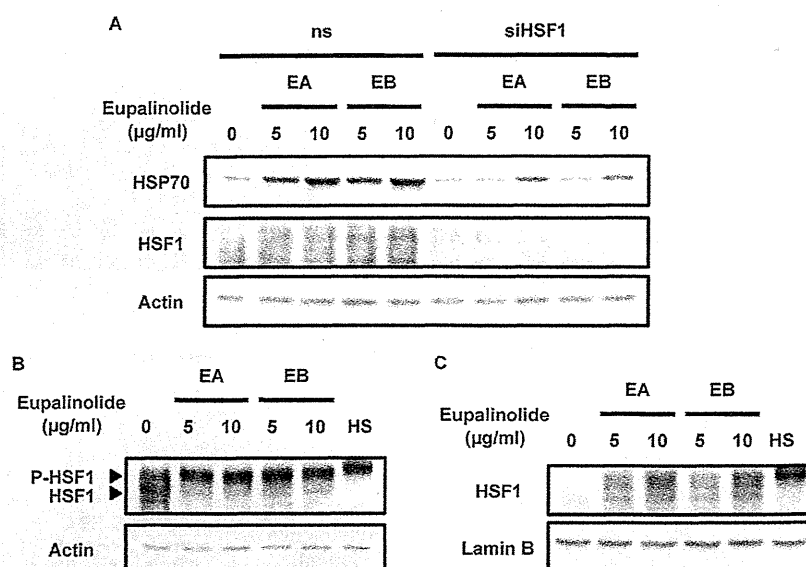 A
ns siHSF1
EA EB EA EB
Eupalinolide
(µg/ml) 0 5 10 5 10 0 5 10 5 10
HSP70
HSF1
Actin
B
EA EB
Eupalinolide
(µg/ml) 0 5 10 5 10 HS
P-HSF1
HSF1
Actin
C
EA EB
Eupalinolide
(µg/ml) 0 5 10 5 10 HS
HSF1
Lamin B